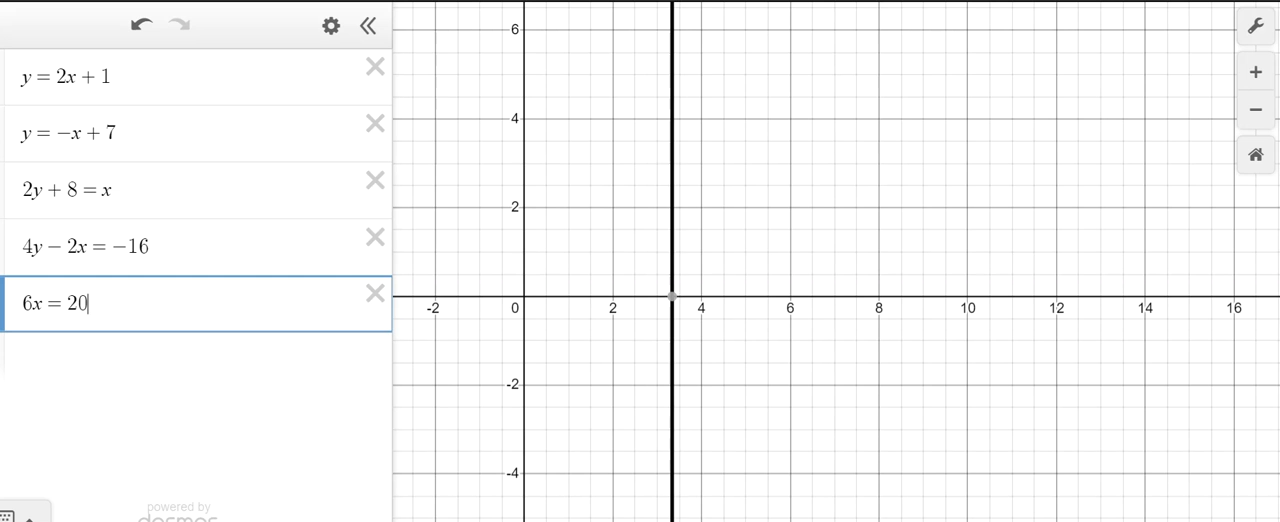 y = 2x + 1
y = −x + 7
2y + 8 = x
4y − 2x = −16
6x = 20
powered by
desmos
6
4
2
-2 0 2 4 6 8 10 12 14 16
-2
-4
+
−